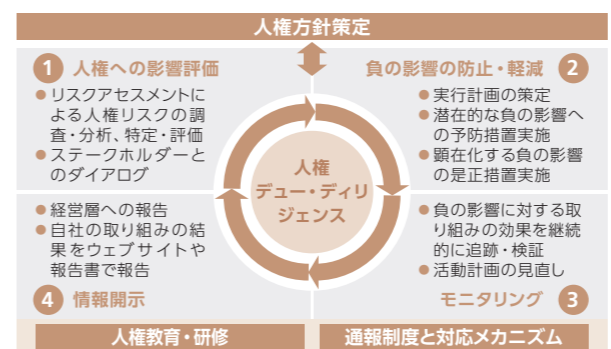 人権方針策定
1 人権への影響評価
●リスクアセスメントに
よる人権リスクの調
査・分析、特定・評価
●ステークホルダーと
のダイアログ
負の影響の防止・軽減 2
●実行計画の策定
●潜在的な負の影響へ
の予防措置実施
●顕在化する負の影響
の是正措置実施
人権
デュー・ディリ
ジェンス
●経営層への報告
●自社の取り組みの結
果をウェブサイトや
報告書で報告
4 情報開示
●負の影響に対する取
り組みの効果を継続
的に追跡・検証
●活動計画の見直し
モニタリング 3
人権教育・研修
通報制度と対応メカニズム